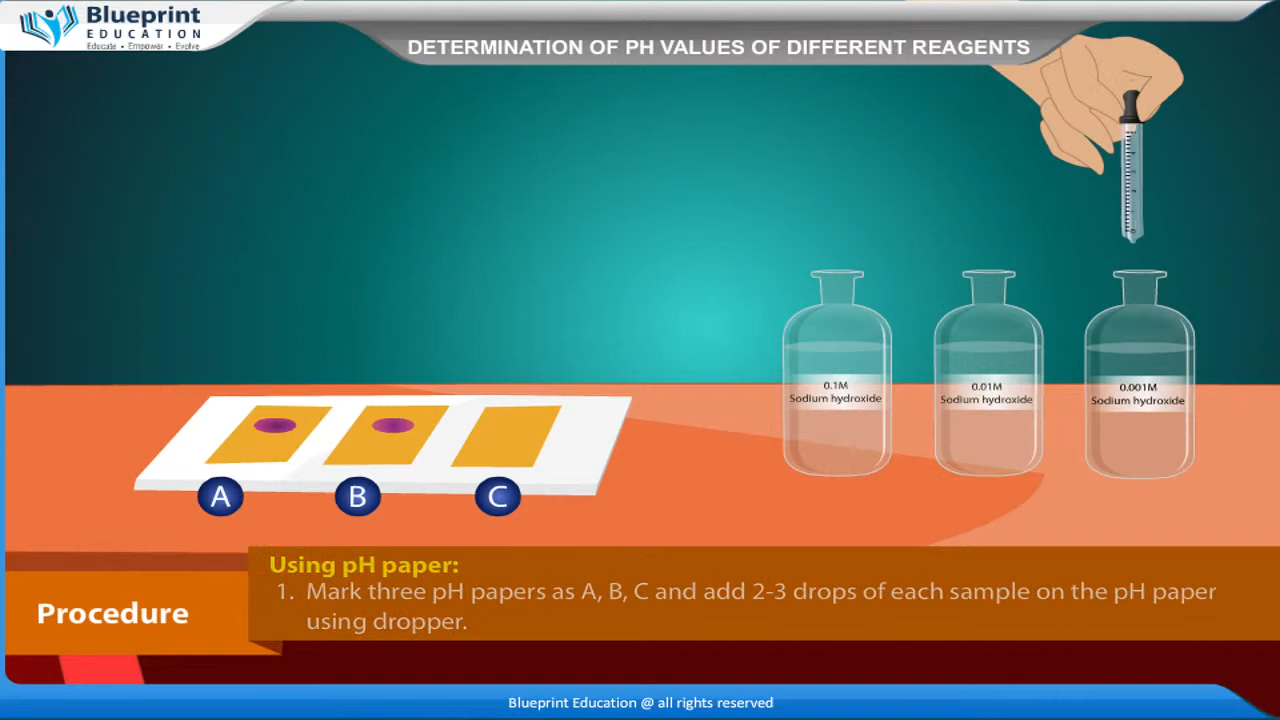 Blueprint
EDUCATION
Educate • Empower • Evolve
DETERMINATION OF PH VALUES OF DIFFERENT REAGENTS
0.1M
Sodium hydroxide
0.01M
Sodium hydroxide
0.001M
Sodium hydroxide
A
B
C
Procedure
Using pH paper:
1. Mark three pH papers as A, B, C and add 2-3 drops of each sample on the pH paper
using dropper.
Blueprint Education @ all rights reserved